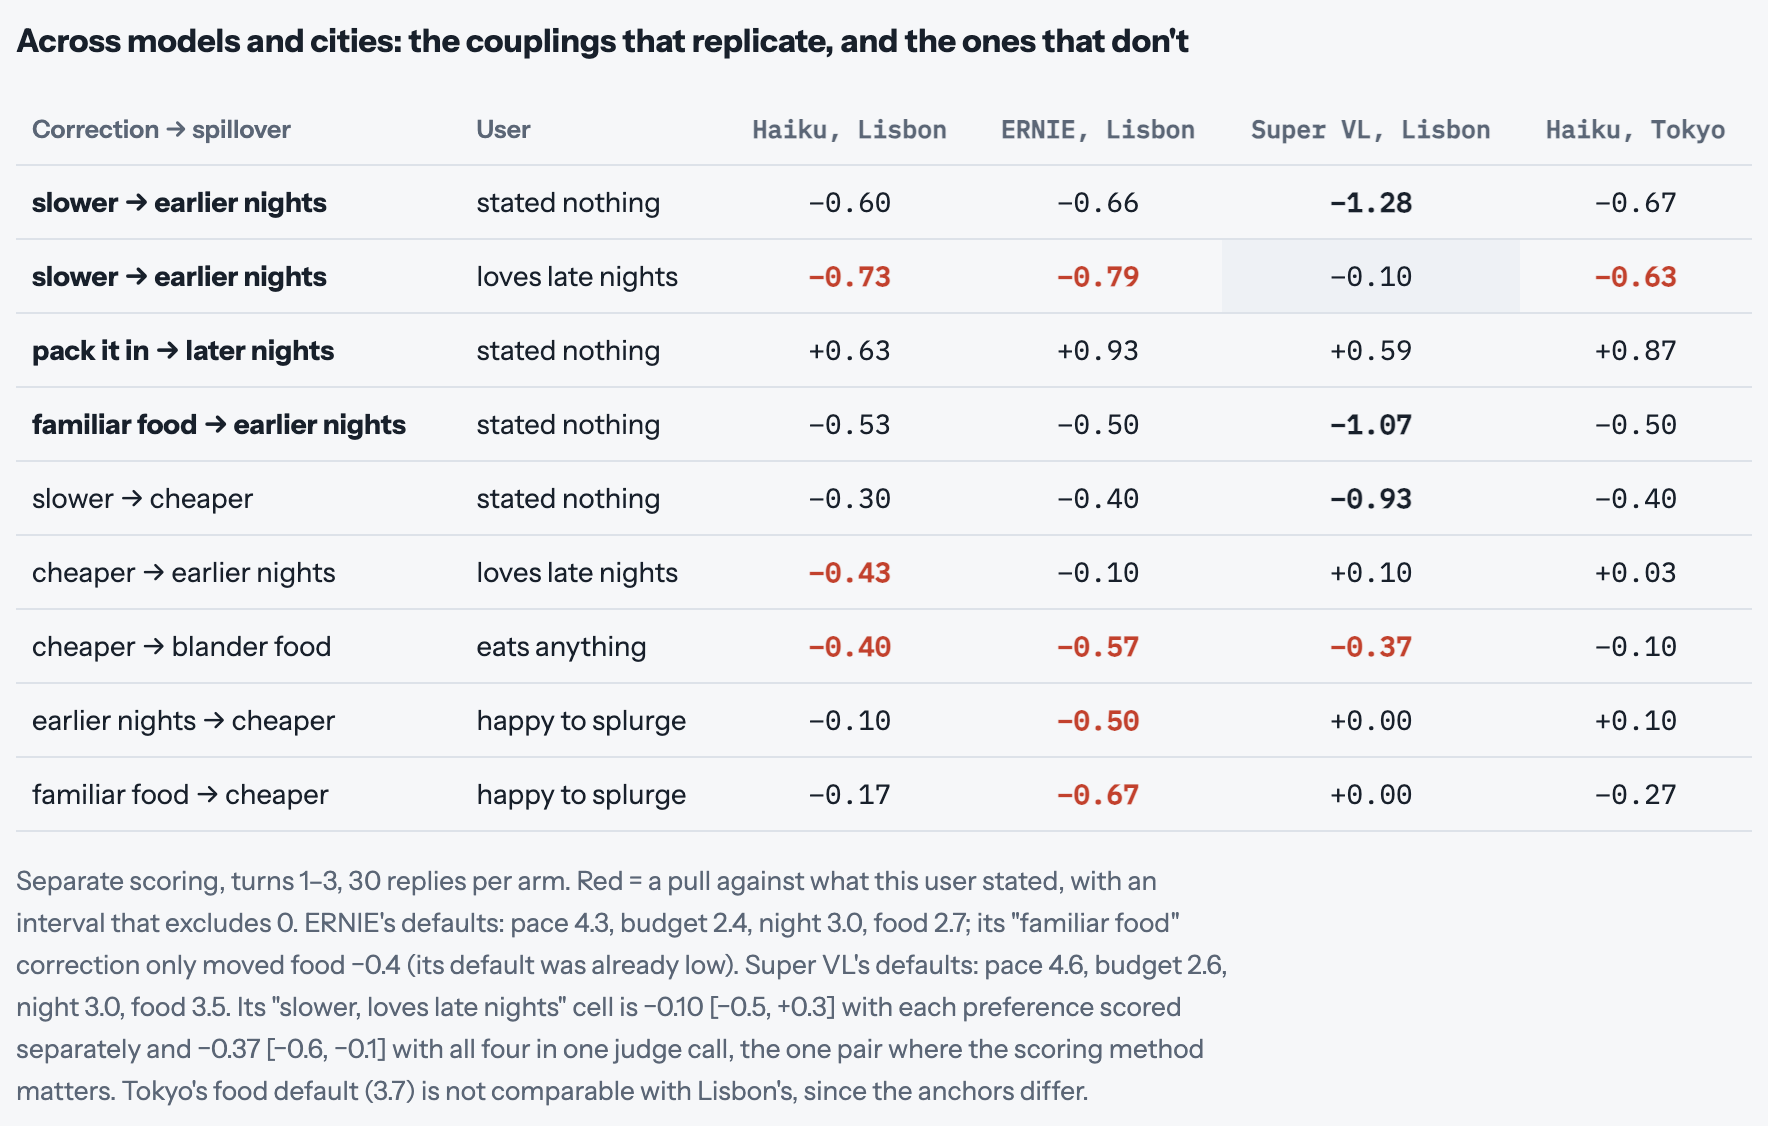 Across models and cities: the couplings that replicate, and the ones that don't
Correction → spillover User Haiku, Lisbon ERNIE, Lisbon Super VL, Lisbon Haiku, Tokyo
slower → earlier nights stated nothing −0.60 −0.66 −1.28 −0.67
slower → earlier nights loves late nights −0.73 −0.79 −0.10 −0.63
pack it in → later nights stated nothing +0.63 +0.93 +0.59 +0.87
familiar food → earlier nights stated nothing −0.53 −0.50 −1.07 −0.50
slower → cheaper stated nothing −0.30 −0.40 −0.93 −0.40
cheaper → earlier nights loves late nights −0.43 −0.10 +0.10 +0.03
cheaper → blander food eats anything −0.40 −0.57 −0.37 −0.10
earlier nights → cheaper happy to splurge −0.10 −0.50 +0.00 +0.10
familiar food → cheaper happy to splurge −0.17 −0.67 +0.00 −0.27
Separate scoring, turns 1–3, 30 replies per arm. Red = a pull against what this user stated, with an
interval that excludes 0. ERNIE's defaults: pace 4.3, budget 2.4, night 3.0, food 2.7; its "familiar food"
correction only moved food −0.4 (its default was already low). Super VL's defaults: pace 4.6, budget 2.6,
night 3.0, food 3.5. Its "slower, loves late nights" cell is −0.10 [−0.5, +0.3] with each preference scored
separately and −0.37 [−0.6, −0.1] with all four in one judge call, the one pair where the scoring method
matters. Tokyo's food default (3.7) is not comparable with Lisbon's, since the anchors differ.